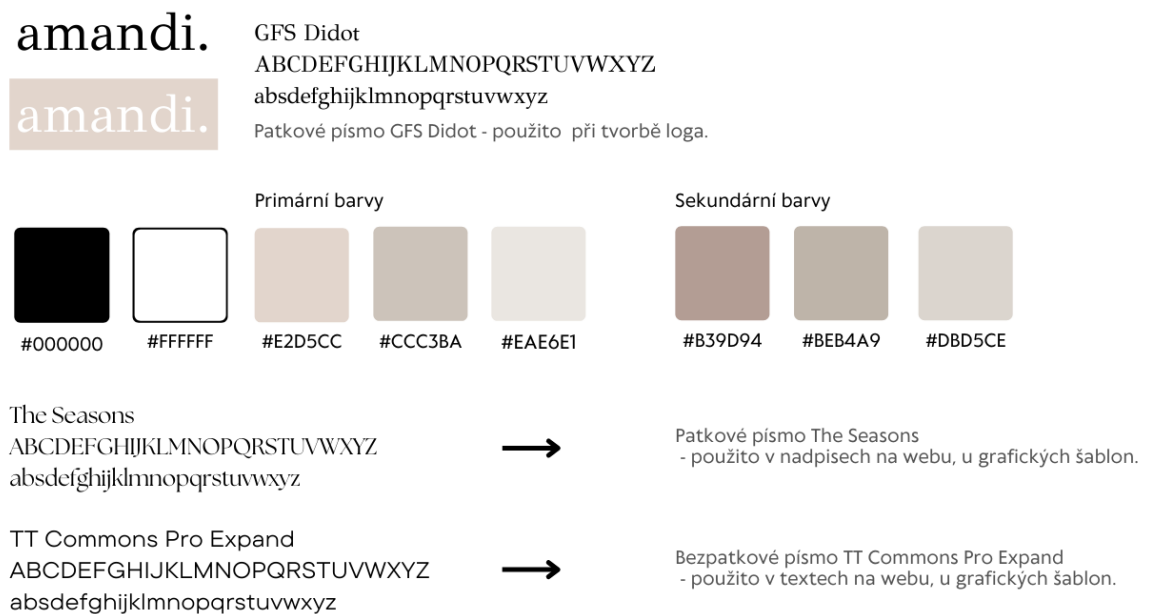 amandi.
amandi.
GFS Didot
ABCDEFGHIJKLMNOPQRSTUVWXYZ
absdefghijklmnopqrstuvwxyz
Patkové písmo GFS Didot - použito při tvorbě loga.
Primární barvy
Sekundární barvy
#000000
#FFFFFF
#E2D5CC
#CCC3BA
#EAE6E1
#B39D94
#BEB4A9
#DBD5CE
The Seasons
ABCDEFGHIJKLMNOPQRSTUVWXYZ
absdefghijklmnopqrstuvwxyz
Patkové písmo The Seasons
- použito v nadpisech na webu, u grafických šablon.
TT Commons Pro Expand
ABCDEFGHIJKLMNOPQRSTUVWXYZ
absdefghijklmnopqrstuvwxyz
Bezpatkové písmo TT Commons Pro Expand
- použito v textech na webu, u grafických šablon.